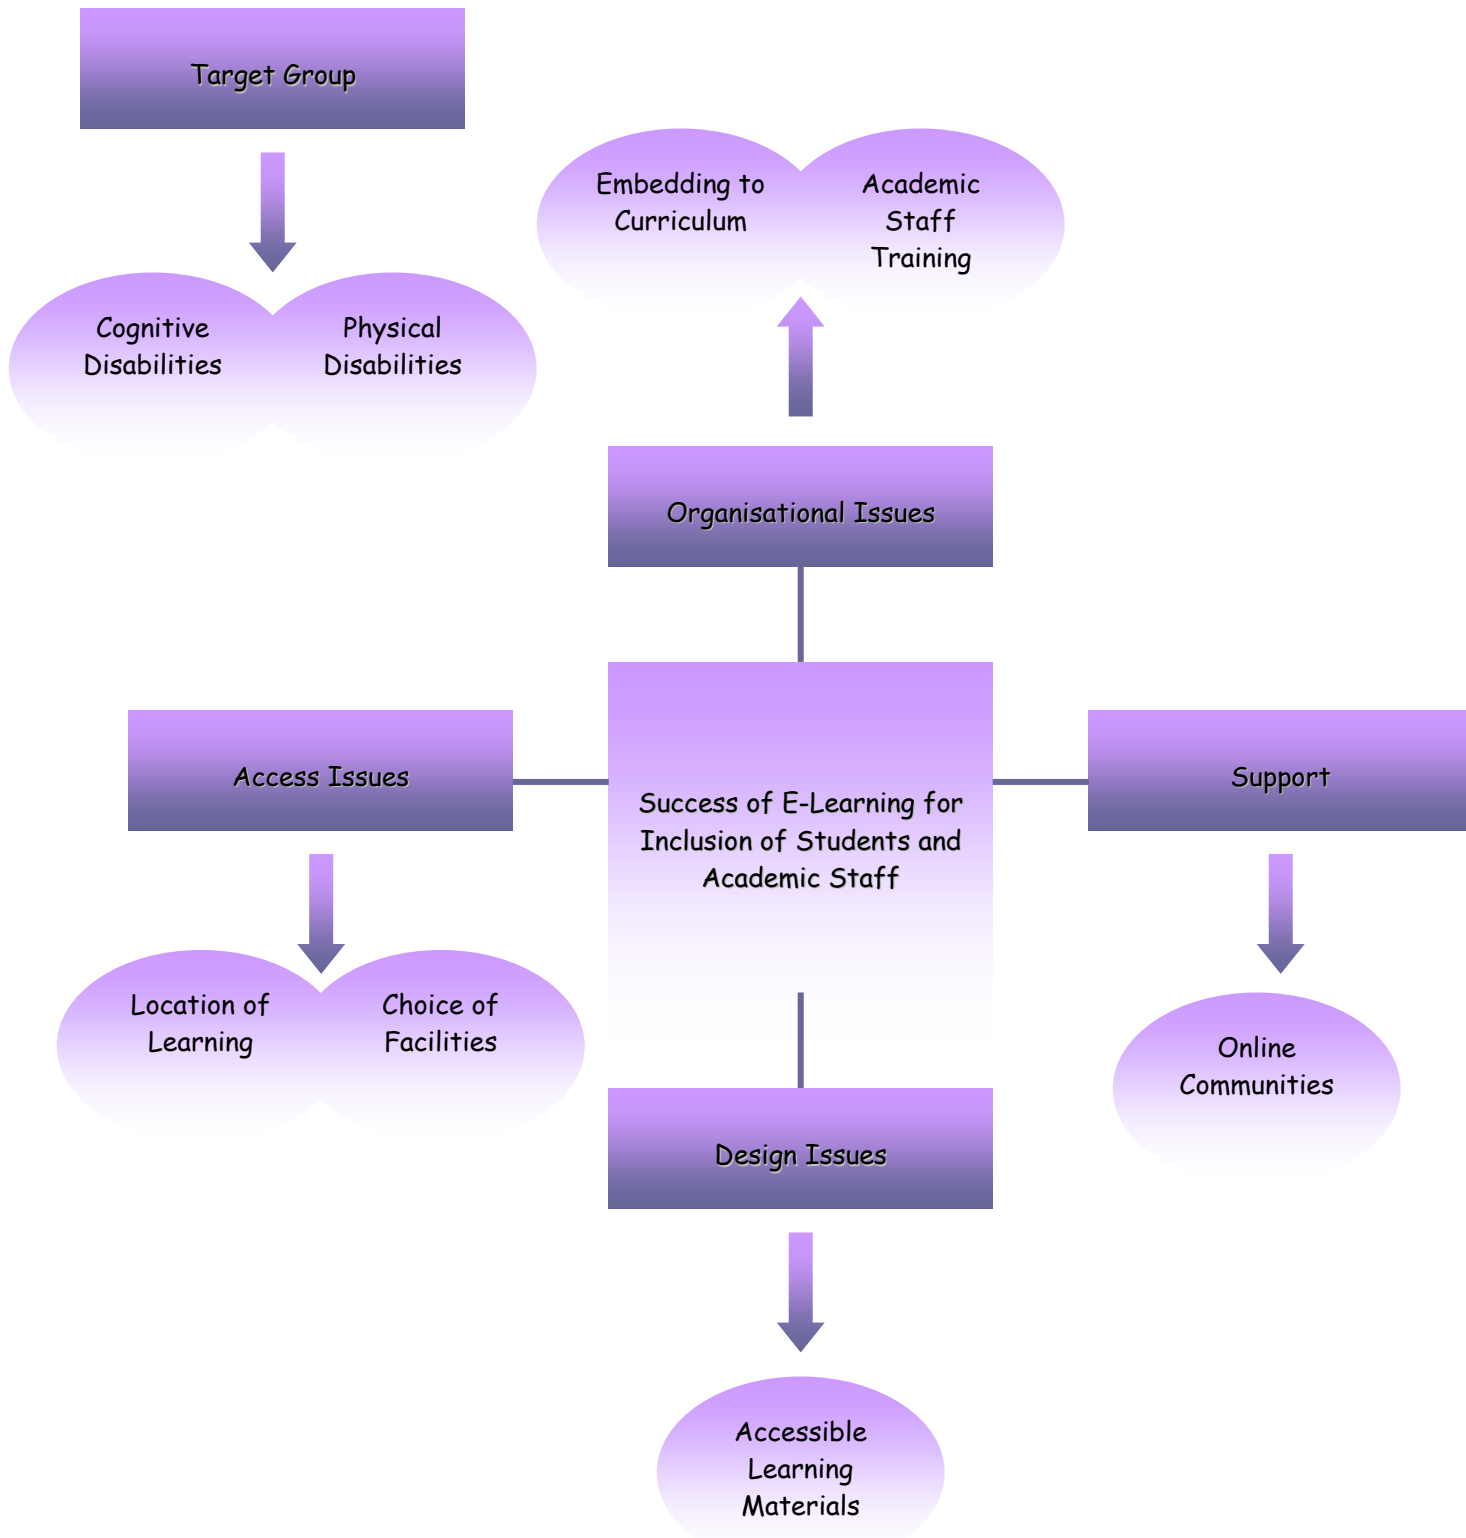 Target Group
Embedding to
Curriculum
Academic
Staff
Training
Cognitive
Disabilities
Physical
Disabilities
Organisational Issues
Access Issues
Success of E-Learning for
Inclusion of Students and
Academic Staff
Support
Location of
Learning
Choice of
Facilities
Online
Communities
Design Issues
Accessible
Learning
Materials